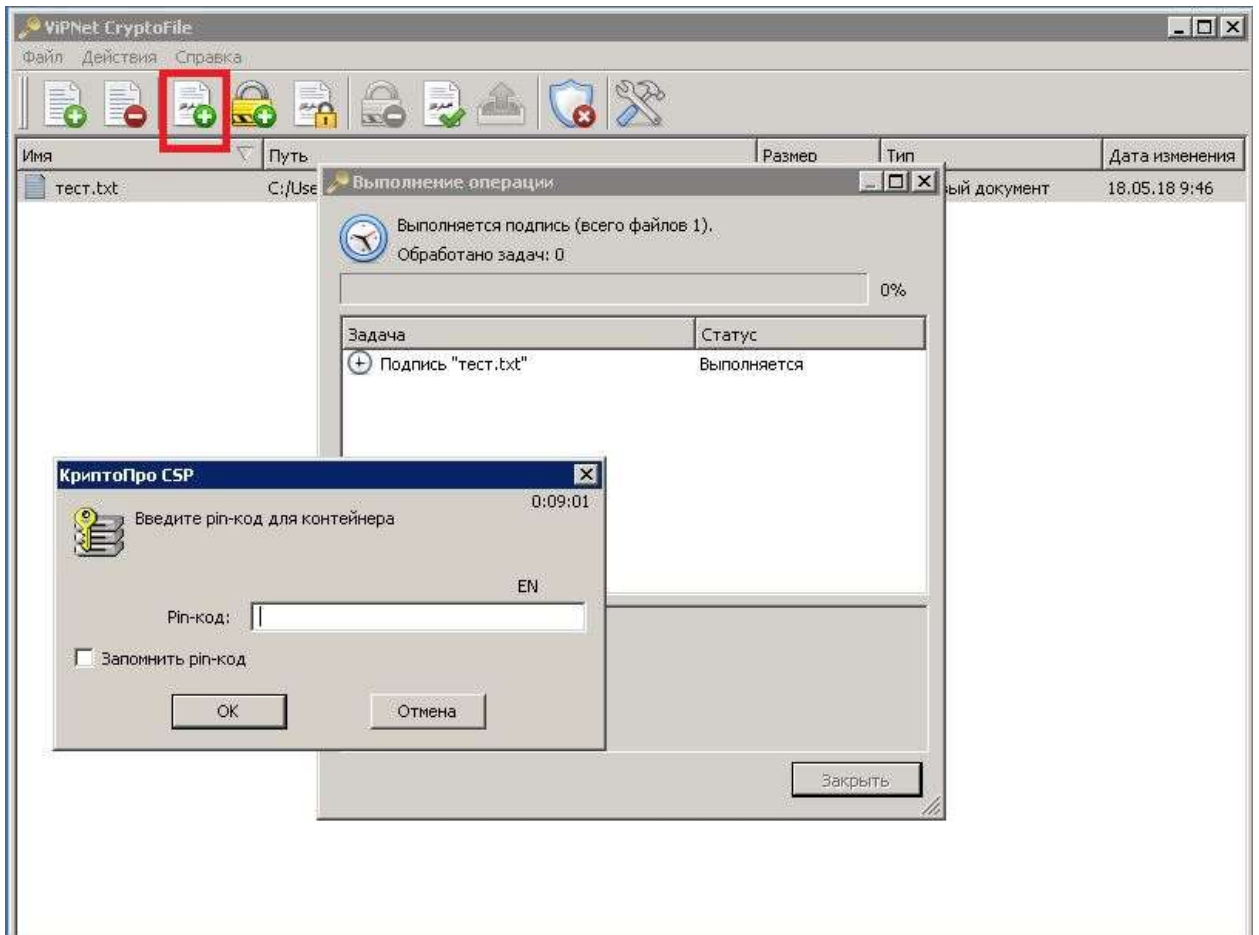 ViPNet CryptoFile
Файл Действия Справка
Имя Путь Размер Тип Дата изменения
тест.txt C:/Use вый документ 18.05.18 9:46
Выполнение операции
Выполняется подпись (всего файлов 1).
Обработано задач: 0
0%
Задача Статус
Подпись "тест.txt" Выполняется
КриптоПро CSP
0:09:01
Введите pin-код для контейнера
EN
Pin-код:
Запомнить pin-код
OK Отмена
Закрыть